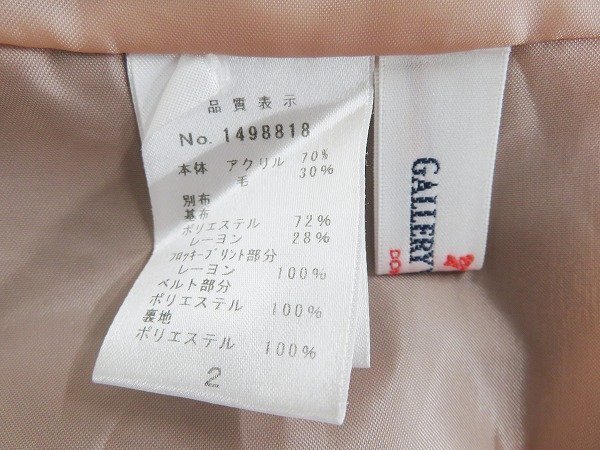 品質表示
No. 1498818
本体 アクリル 70%
毛 30%
別布
基布
ポリエステル 72%
レーヨン 28%
フロッキープリント部分
レーヨン 100%
ベルト部分
ポリエステル 100%
裏地
ポリエステル 100%
2
GALLERY